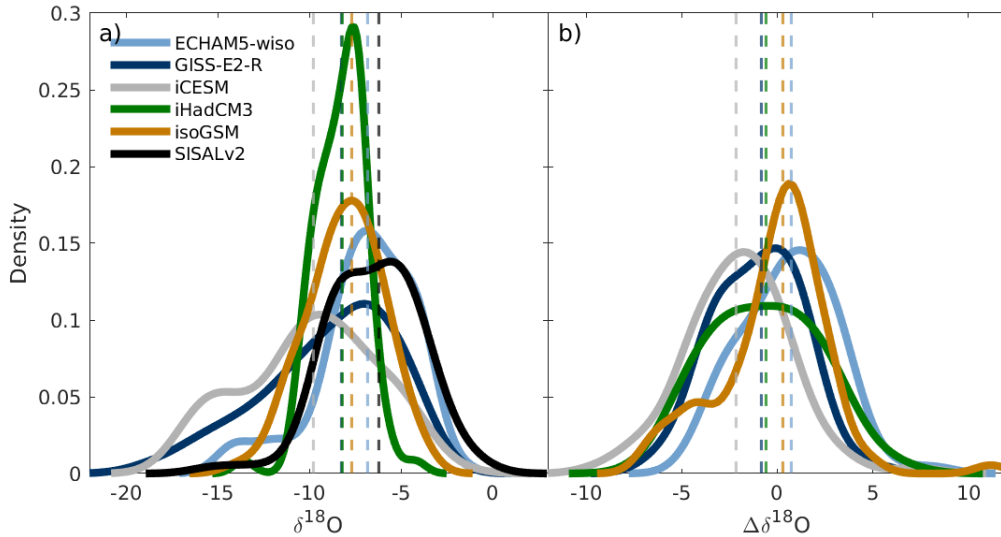 a)
ECHAM5-wiso
GISS-E2-R
iCESM
iHadCM3
isoGSM
SISALv2
b)
Density
0.3
0.25
0.2
0.15
0.1
0.05
0
-20 -15 -10 -5 0
-10 -5 0 5 10
δ¹⁸O
Δδ¹⁸O